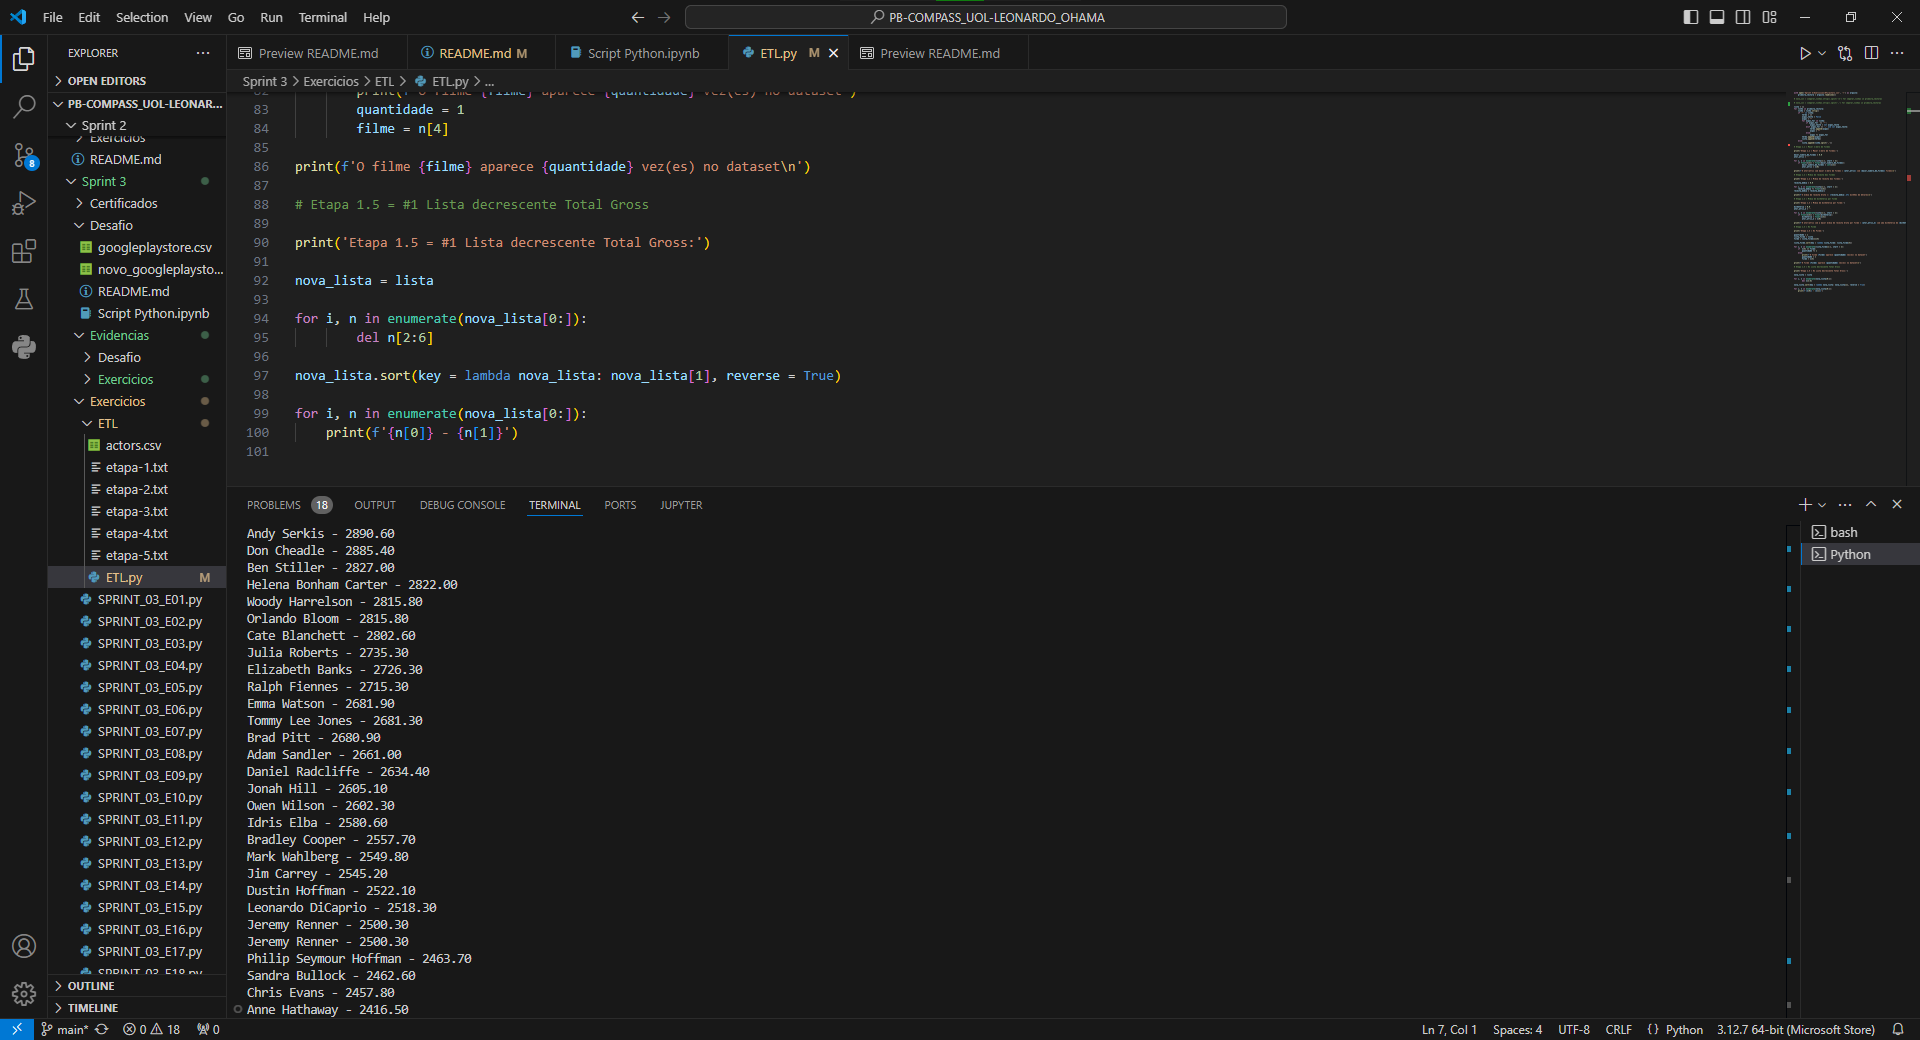 File Edit Selection View Go Run Terminal Help
PB-COMPASS_UOL-LEONARDO_OHAMA
EXPLORER
Preview README.md
README.md M
Script Python.ipynb
ETL.py M
Preview README.md
OPEN EDITORS
PB-COMPASS_UOL-LEONAR...
Sprint 2
Exercicios
README.md
Sprint 3
Certificados
Desafio
googleplaystore.csv
novo_googleplaysto...
README.md
Script Python.ipynb
Evidencias
Desafio
Exercicios
Exercicios
ETL
actors.csv
etapa-1.txt
etapa-2.txt
etapa-3.txt
etapa-4.txt
etapa-5.txt
ETL.py M
SPRINT_03_E01.py
SPRINT_03_E02.py
SPRINT_03_E03.py
SPRINT_03_E04.py
SPRINT_03_E05.py
SPRINT_03_E06.py
SPRINT_03_E07.py
SPRINT_03_E08.py
SPRINT_03_E09.py
SPRINT_03_E10.py
SPRINT_03_E11.py
SPRINT_03_E12.py
SPRINT_03_E13.py
SPRINT_03_E14.py
SPRINT_03_E15.py
SPRINT_03_E16.py
SPRINT_03_E17.py
SPRINT_03_E18.py
OUTLINE
TIMELINE
8
Sprint 3 > Exercicios > ETL > ETL.py > ...
82 print(f'O filme {filme} aparece {quantidade} vez(es) no dataset')
83 quantidade = 1
84 filme = n[4]
85
86 print(f'O filme {filme} aparece {quantidade} vez(es) no dataset\n')
87
88 # Etapa 1.5 = #1 Lista decrescente Total Gross
89
90 print('Etapa 1.5 = #1 Lista decrescente Total Gross:')
91
92 nova_lista = lista
93
94 for i, n in enumerate(nova_lista[0:]):
95 del n[2:6]
96
97 nova_lista.sort(key = lambda nova_lista: nova_lista[1], reverse = True)
98
99 for i, n in enumerate(nova_lista[0:]):
100 print(f'{n[0]} - {n[1]}')
101
PROBLEMS 18 OUTPUT DEBUG CONSOLE TERMINAL PORTS JUPYTER
Andy Serkis - 2890.60
Don Cheadle - 2885.40
Ben Stiller - 2827.00
Helena Bonham Carter - 2822.00
Woody Harrelson - 2815.80
Orlando Bloom - 2815.80
Cate Blanchett - 2802.60
Julia Roberts - 2735.30
Elizabeth Banks - 2726.30
Ralph Fiennes - 2715.30
Emma Watson - 2681.90
Tommy Lee Jones - 2681.30
Brad Pitt - 2680.90
Adam Sandler - 2661.00
Daniel Radcliffe - 2634.40
Jonah Hill - 2605.10
Owen Wilson - 2602.30
Idris Elba - 2580.60
Bradley Cooper - 2557.70
Mark Wahlberg - 2549.80
Jim Carrey - 2545.20
Dustin Hoffman - 2522.10
Leonardo DiCaprio - 2518.30
Jeremy Renner - 2500.30
Jeremy Renner - 2500.30
Philip Seymour Hoffman - 2463.70
Sandra Bullock - 2462.60
Chris Evans - 2457.80
Anne Hathaway - 2416.50
bash
Python
main* 0 18 0
Ln 7, Col 1 Spaces: 4 UTF-8 CRLF {} Python 3.12.7 64-bit (Microsoft Store)